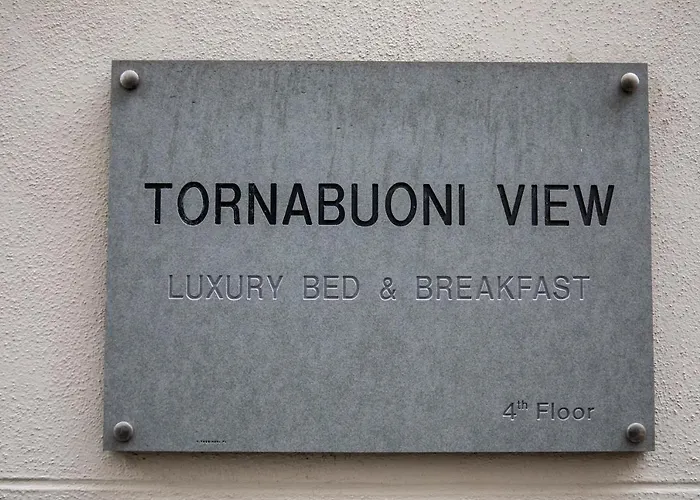 TORNABUONI VIEW
LUXURY BED & BREAKFAST
4th Floor